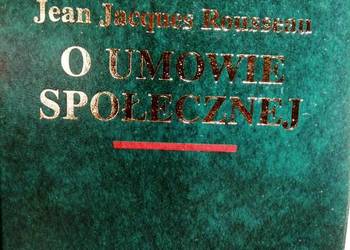 Jean Jacques Rousseau
O UMOWIE
SPOŁECZNEJ